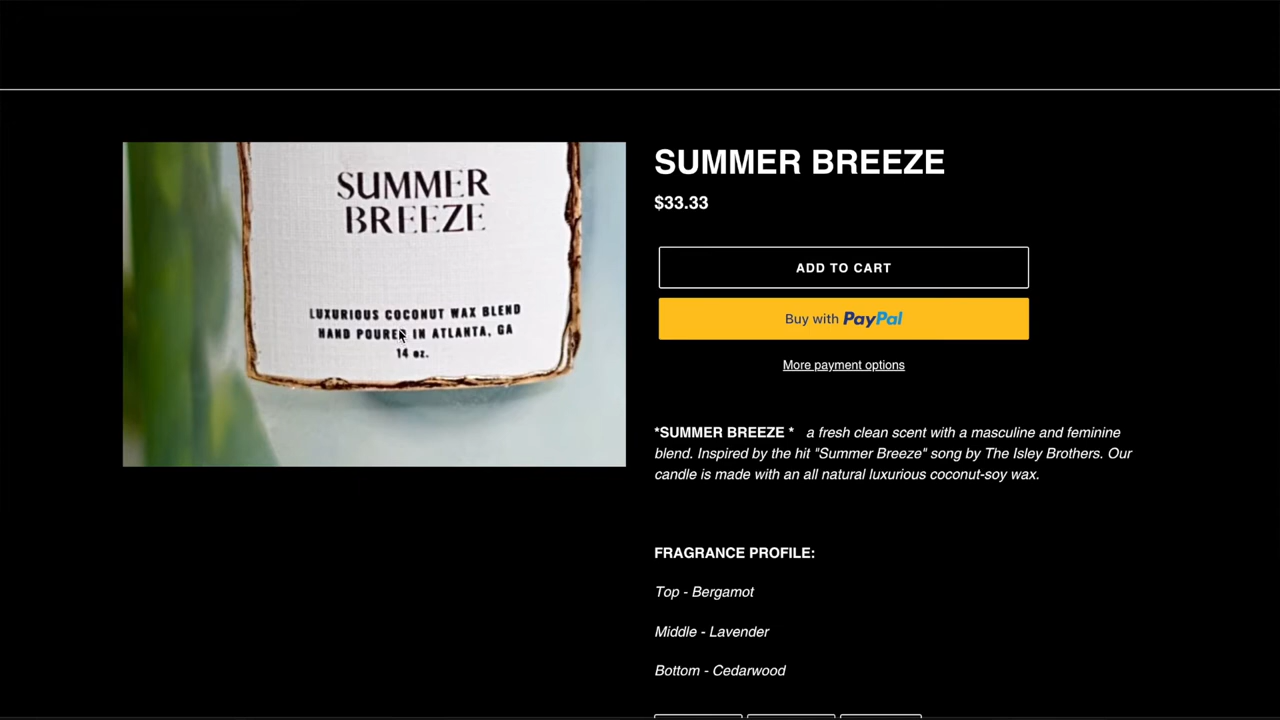 SUMMER
BREEZE
LUXURIOUS COCONUT WAX BLEND
HAND POURED IN ATLANTA, GA
14 oz.
SUMMER BREEZE
$33.33
ADD TO CART
Buy with PayPal
More payment options
*SUMMER BREEZE * a fresh clean scent with a masculine and feminine
blend. Inspired by the hit "Summer Breeze" song by The Isley Brothers. Our
candle is made with an all natural luxurious coconut-soy wax.
FRAGRANCE PROFILE:
Top - Bergamot
Middle - Lavender
Bottom - Cedarwood